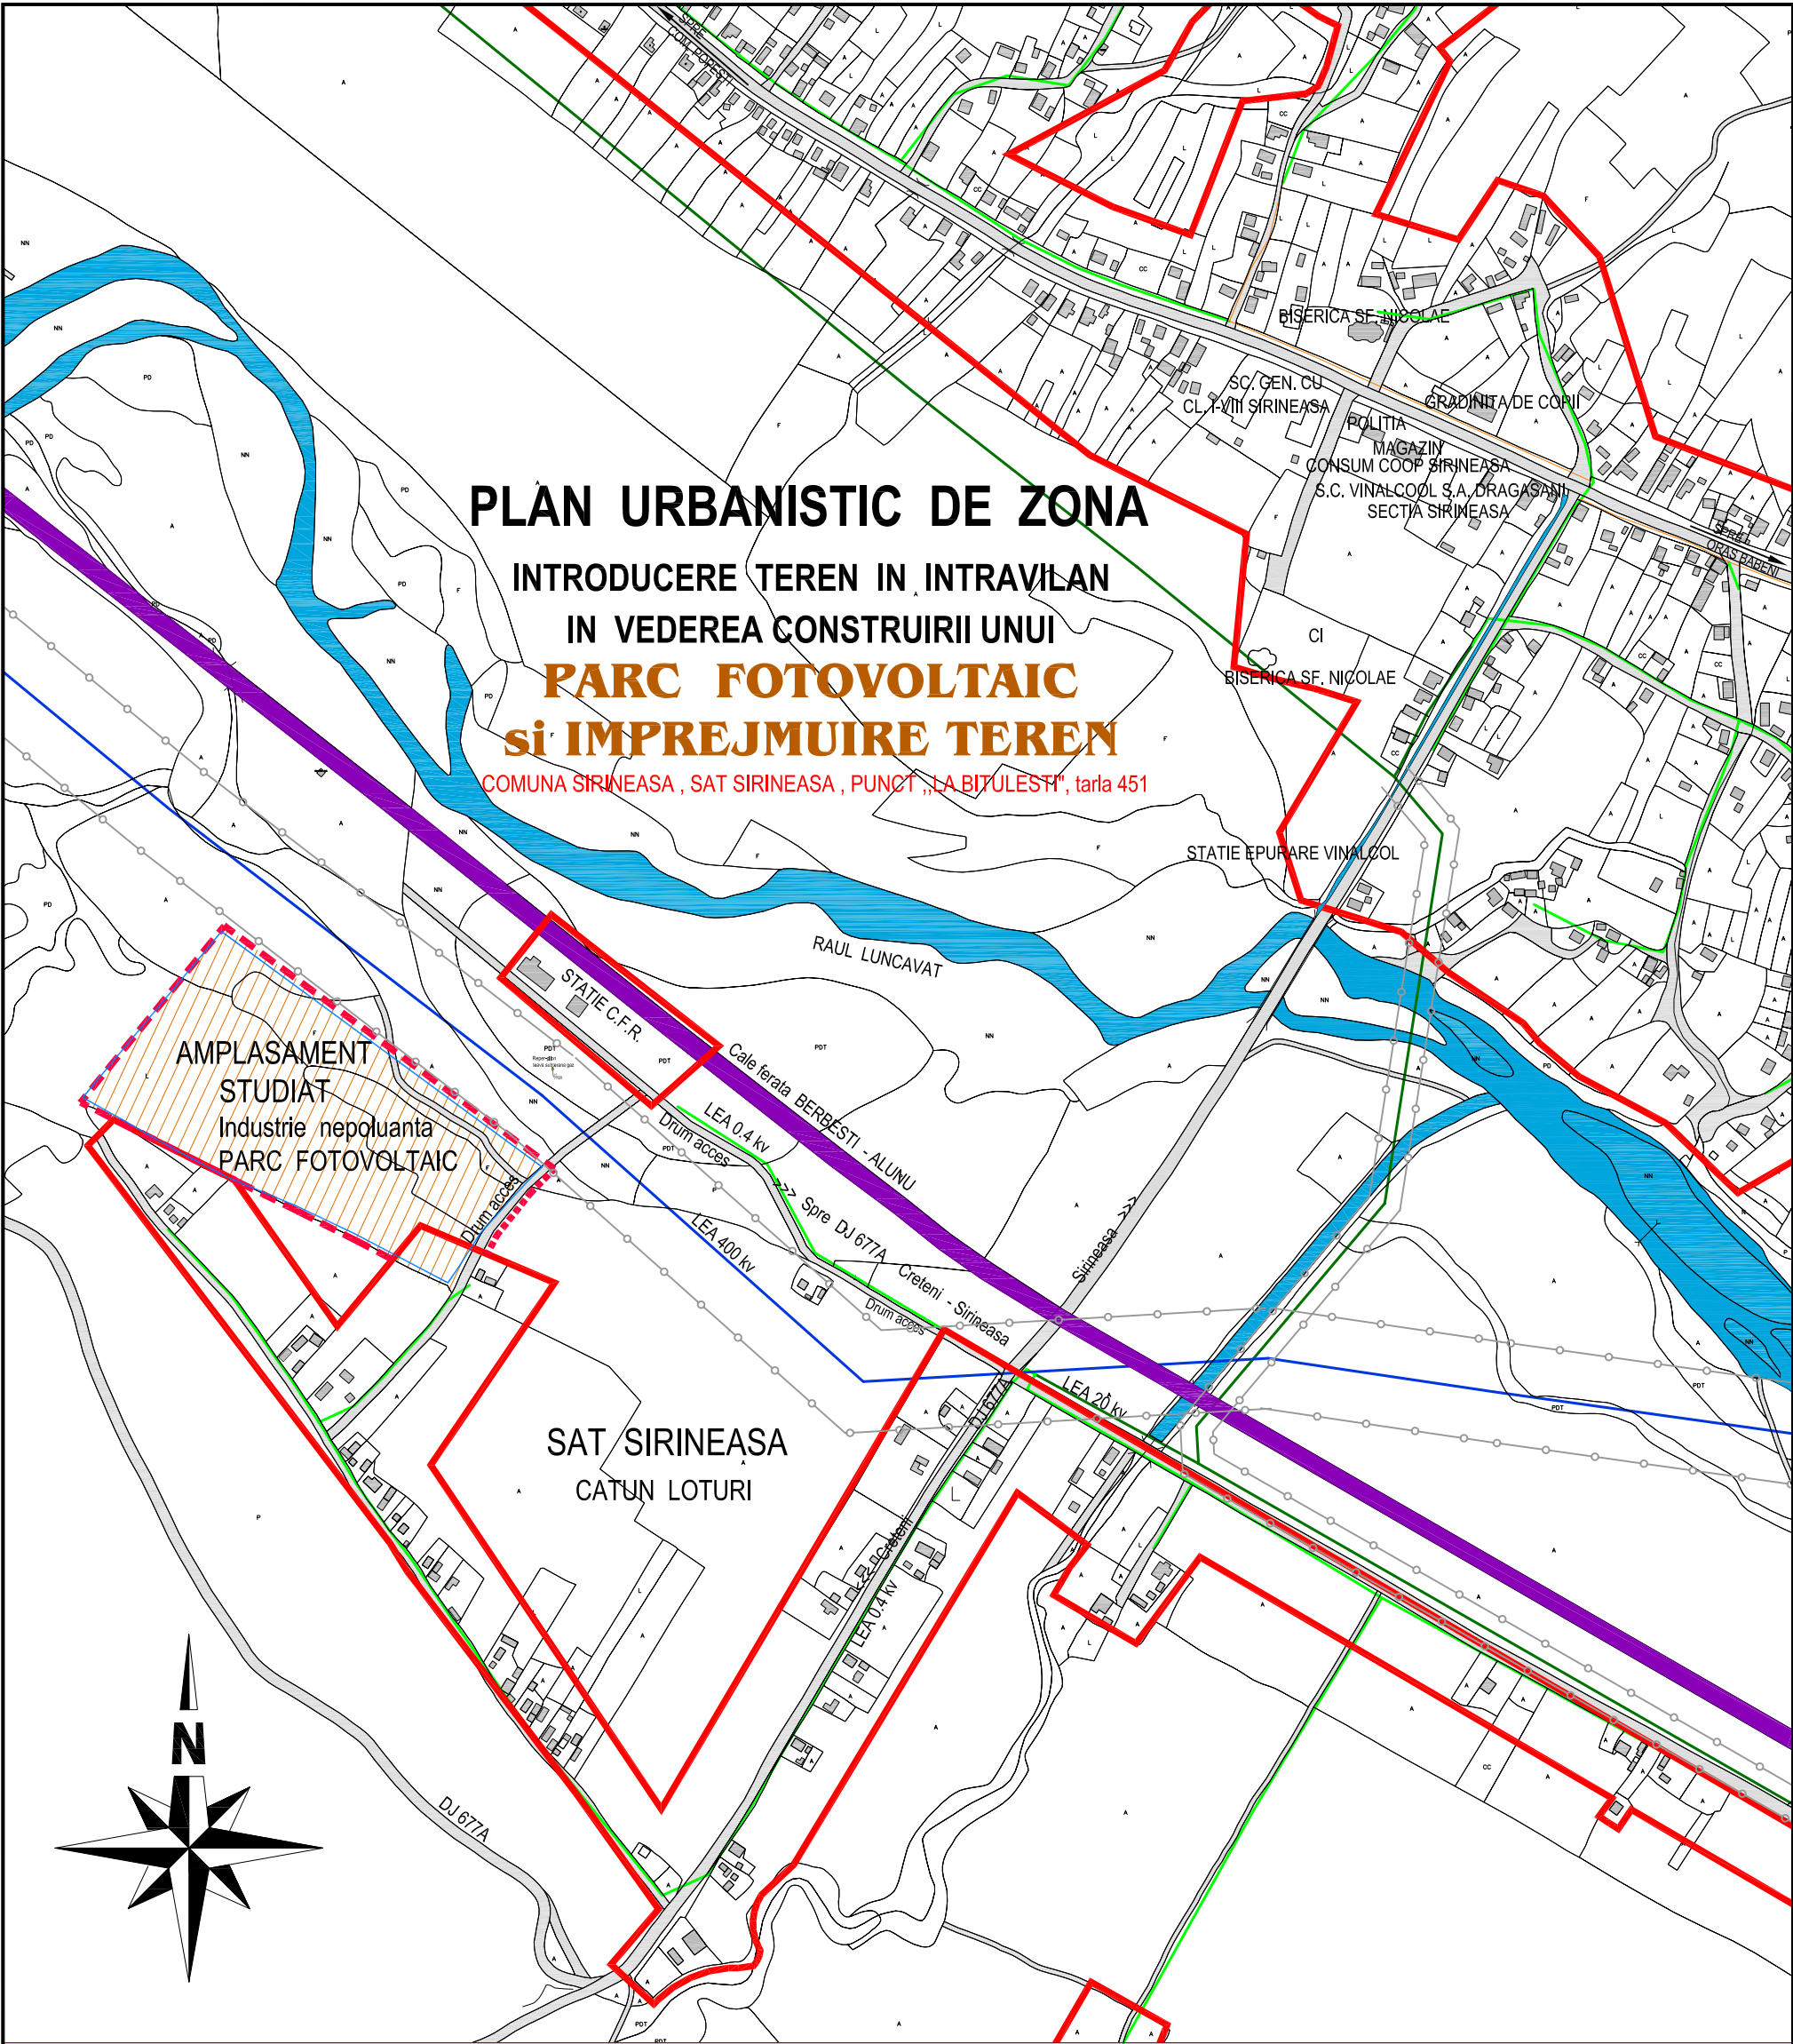 SPRE
COM. POPESTI
BISERICA SF. NICOLAE
SC. GEN. CU
CL. I-VIII SIRINEASA
GRADINITA DE COPII
POLITIA
MAGAZIN
CONSUM COOP SIRINEASA
S.C. VINALCOOL S.A. DRAGASANI
SECTIA SIRINEASA
SPRE
ORAS BABENI
PLAN URBANISTIC DE ZONA
INTRODUCERE TEREN IN INTRAVILAN
IN VEDEREA CONSTRUIRII UNUI
PARC FOTOVOLTAIC
si IMPREJMUIRE TEREN
COMUNA SIRINEASA , SAT SIRINEASA , PUNCT ,,LA BITULESTI", tarla 451
CI
BISERICA SF. NICOLAE
STATIE EPURARE VINALCOL
RAUL LUNCAVAT
STATIE C.F.R.
AMPLASAMENT
STUDIAT
Industrie nepoluanta
PARC FOTOVOLTAIC
Drum acces
Cale ferata BERBESTI - ALUNU
LEA 0.4 kv
Drum acces
>>> Spre DJ 677A
Creteni - Sirineasa
Drum acces
LEA 400 kv
Sirineasa >>
LEA 20 kv
DJ 677A
SAT SIRINEASA
CATUN LOTURI
L
<<< Creteni
LEA 0.4 kv
N
DJ 677A